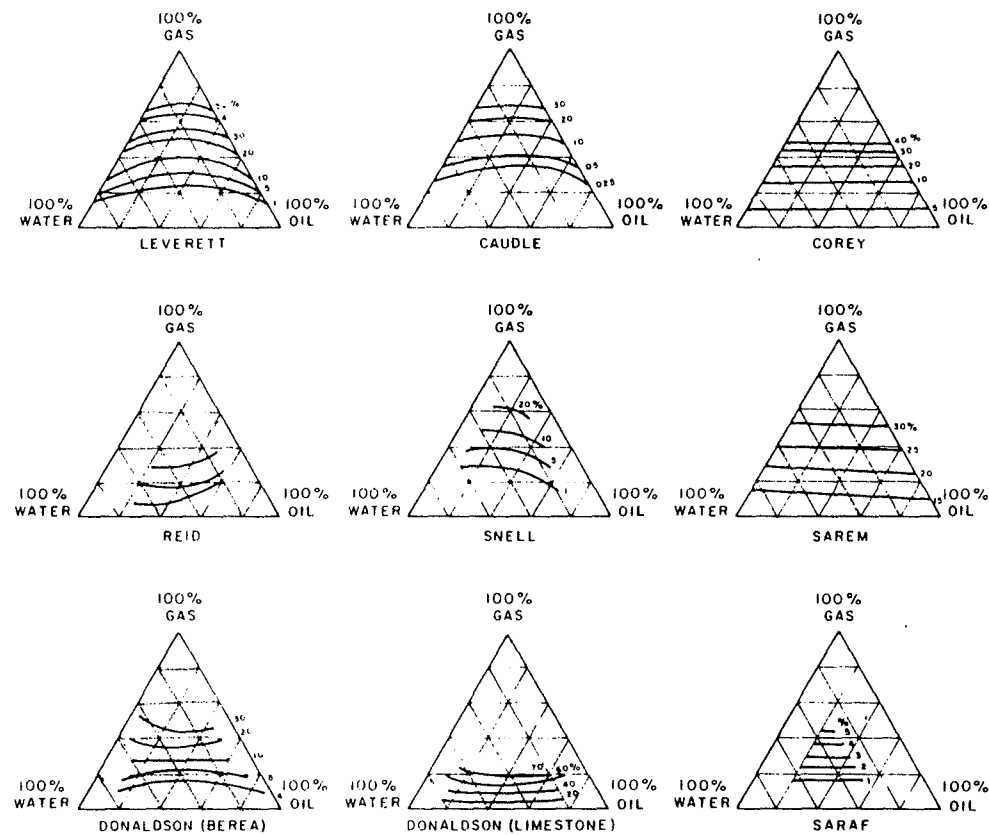 100%
GAS
4
30
20
10
5
1
100%
WATER
100%
OIL
LEVERETT
100%
GAS
30
20
10
05
025
100%
WATER
100%
OIL
CAUDLE
100%
GAS
40%
30
20
10
5
100%
WATER
100%
OIL
COREY
100%
GAS
100%
WATER
100%
OIL
REID
100%
GAS
20%
10
5
1
100%
WATER
100%
OIL
SNELL
100%
GAS
30%
25
20
15
100%
WATER
100%
OIL
SAREM
100%
GAS
30
20
10
100%
WATER
100%
OIL
DONALDSON (BEREA)
100%
GAS
70
60%
40
20
100%
WATER
100%
OIL
DONALDSON (LIMESTONE)
100%
GAS
%
5
3
2
1
100%
WATER
100%
OIL
SARAF